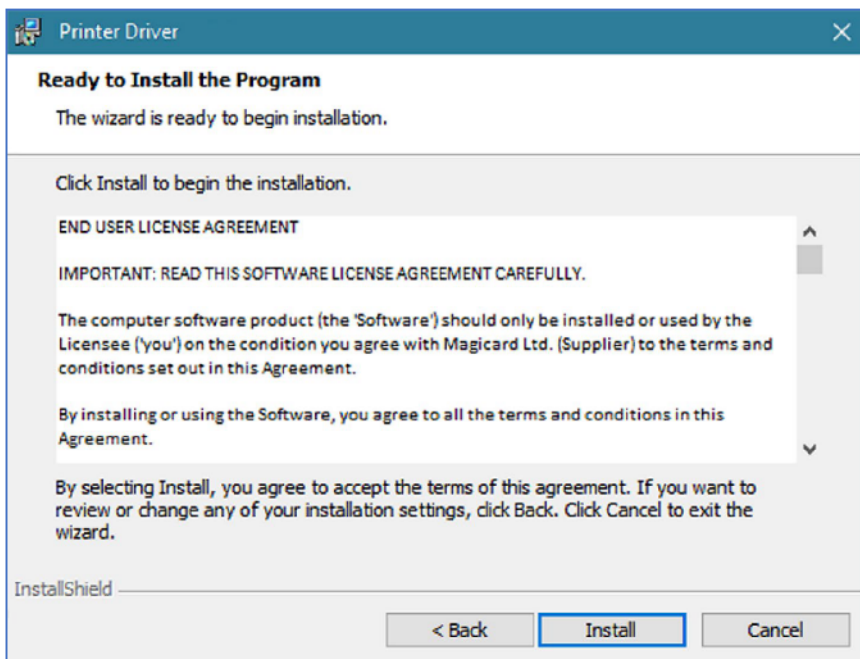 Printer Driver
Ready to Install the Program
The wizard is ready to begin installation.
Click Install to begin the installation.
END USER LICENSE AGREEMENT
IMPORTANT: READ THIS SOFTWARE LICENSE AGREEMENT CAREFULLY.
The computer software product (the 'Software') should only be installed or used by the
Licensee ('you') on the condition you agree with Magicard Ltd. (Supplier) to the terms and
conditions set out in this Agreement.
By installing or using the Software, you agree to all the terms and conditions in this
Agreement.
By selecting Install, you agree to accept the terms of this agreement. If you want to
review or change any of your installation settings, click Back. Click Cancel to exit the
wizard.
InstallShield
< Back Install Cancel